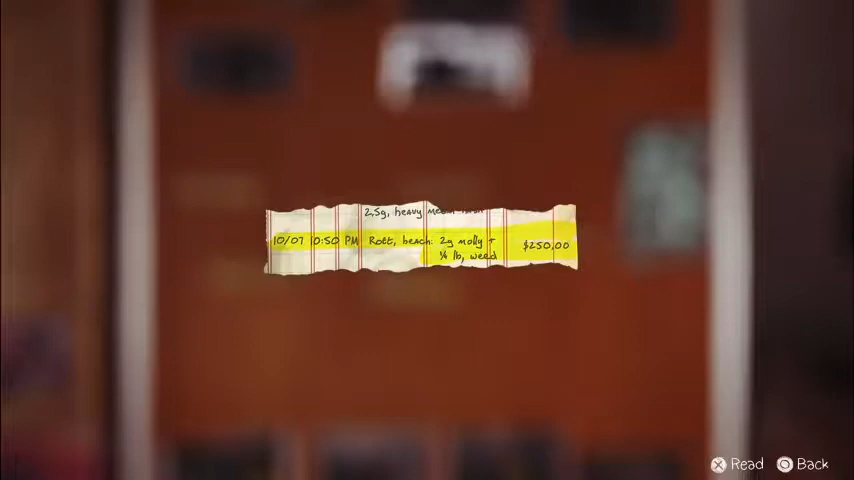 2.5g, heavy
10/07 10:50 PM Rott, beach: 2g molly + $250.00
¼ lb, weed
Read Back